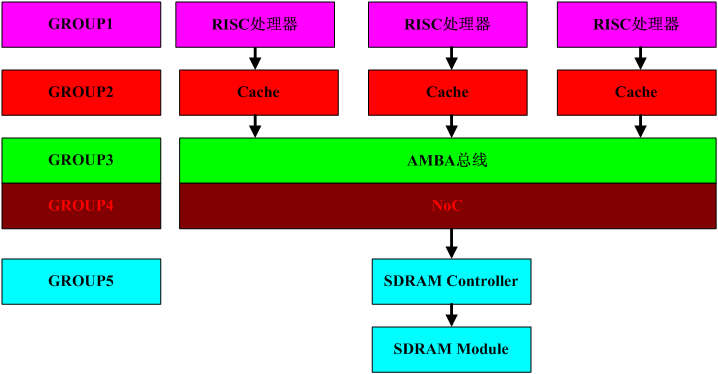 GROUP1
RISC处理器
RISC处理器
RISC处理器
GROUP2
Cache
Cache
Cache
GROUP3
AMBA总线
GROUP4
NoC
GROUP5
SDRAM Controller
SDRAM Module